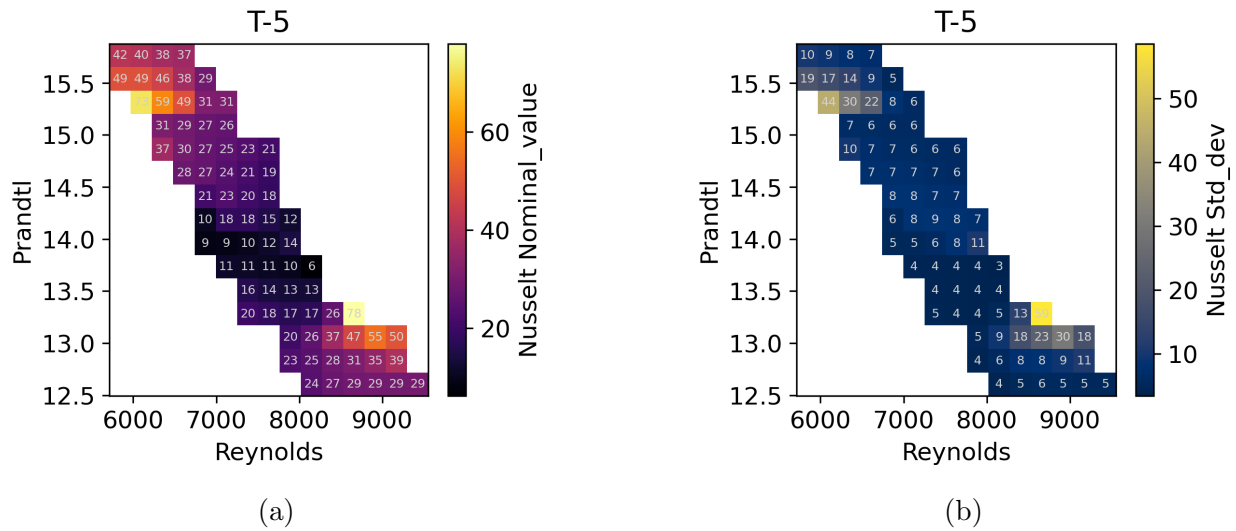 T-5
42 40 38 37
49 49 46 38 29
59 49 31 31
31 29 27 26
37 30 27 25 23 21
28 27 24 21 19
21 23 20 18
10 18 18 15 12
9 9 10 12 14
11 11 11 10 6
16 14 13 13
20 18 17 17 26 78
20 26 37 47 55 50
23 25 28 31 35 39
24 27 29 29 29 29
15.5
15.0
14.5
14.0
13.5
13.0
12.5
Prandtl
6000 7000 8000 9000
Reynolds
60
40
20
Nusselt Nominal_value
(a)
T-5
10 9 8 7
19 17 14 9 5
44 30 22 8 6
7 6 6 6
10 7 7 6 6 6
7 7 7 7 6
8 8 7 7
6 8 9 8 7
5 5 6 8 11
4 4 4 4 3
4 4 4 4
5 4 4 5 13
5 9 18 23 30 18
4 6 8 8 9 11
4 5 6 5 5 5
15.5
15.0
14.5
14.0
13.5
13.0
12.5
Prandtl
6000 7000 8000 9000
Reynolds
50
40
30
20
10
Nusselt Std_dev
(b)